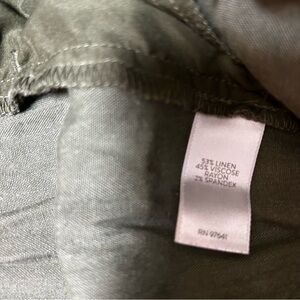 53% LINEN
45% VISCOSE
RAYON
2% SPANDEX
RN 97641